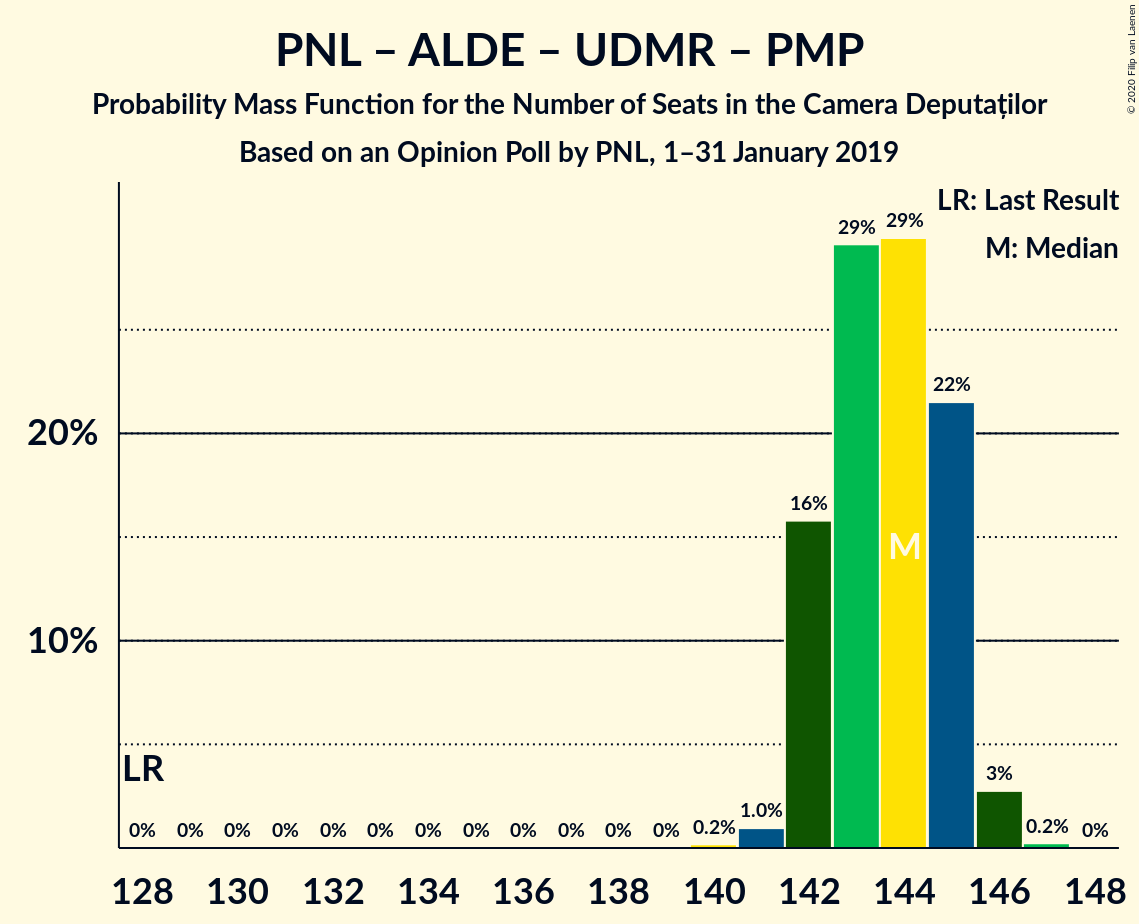 PNL – ALDE – UDMR – PMP
Probability Mass Function for the Number of Seats in the Camera Deputaților
Based on an Opinion Poll by PNL, 1–31 January 2019
© 2020 Filip van Laenen
LR: Last Result
M: Median
29% 29%
22%
20%
16%
M
10%
LR
3%
1.0%
0% 0% 0% 0% 0% 0% 0% 0% 0% 0% 0% 0% 0.2% 0.2% 0%
128 130 132 134 136 138 140 142 144 146 148